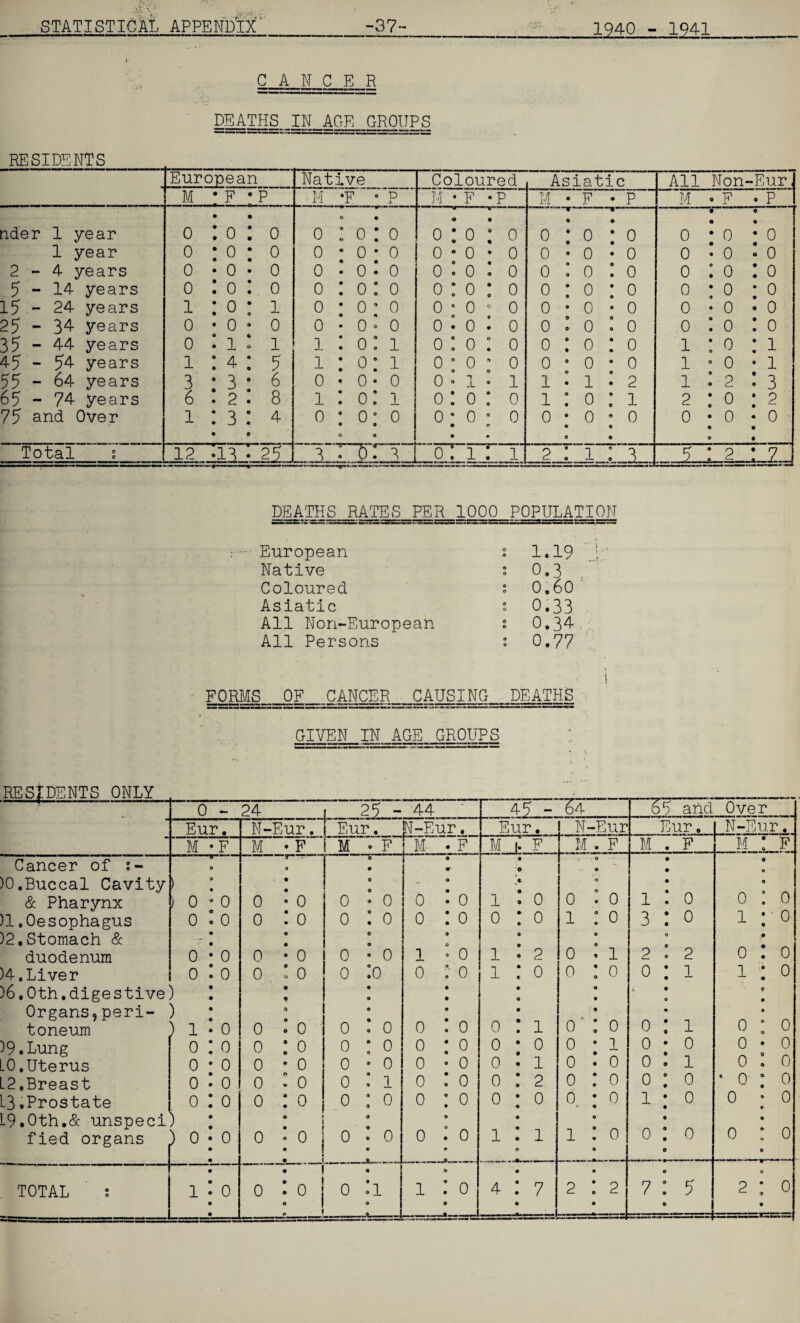 STATISTICAL APPENDIX -37- 1940 - 1941
CANCER
DEATHS IN AGE GROUPS
RESIDENTS
European Native Coloured Asiatic All Non-Eur.
M : F : P M : F : P M : F : P M : F : P M : F : P
nder 1 year 0 : 0 : 0 0 : 0 : 0 0 : 0 : 0 0 : 0 : 0 0 : 0 : 0
1 year 0 : 0 : 0 0 : 0 : 0 0 : 0 : 0 0 : 0 : 0 0 : 0 : 0
2 - 4 years 0 : 0 : 0 0 : 0 : 0 0 : 0 : 0 0 : 0 : 0 0 : 0 : 0
5 - 14 years 0 : 0 : 0 0 : 0 : 0 0 : 0 : 0 0 : 0 : 0 0 : 0 : 0
15 - 24 years 1 : 0 : 1 0 : 0 : 0 0 : 0 : 0 0 : 0 : 0 0 : 0 : 0
25 - 34 years 0 : 0 : 0 0 : 0 : 0 0 : 0 : 0 0 : 0 : 0 0 : 0 : 0
35 - 44 years 0 : 1 : 1 1 : 0 : 1 0 : 0 : 0 0 : 0 : 0 1 : 0 : 1
45 - 54 years 1 : 4 : 5 1 : 0 : 1 0 : 0 : 0 0 : 0 : 0 1 : 0 : 1
55 - 64 years 3 : 3 : 6 0 : 0 : 0 0 : 1 : 1 1 : 1 : 2 1 : 2 : 3
65 - 74 years 6 : 2 : 8 1 : 0 : 1 0 : 0 : 0 1 : 0 : 1 2 : 0 : 2
75 and Over 1 : 3 : 4 0 : 0 : 0 0 : 0 : 0 0 : 0 : 0 0 : 0 : 0
Total : 12 : 13 : 25 3 : 0 : 3 0 : 1 : 1 2 : 1 : 3 5 : 2 : 7
DEATHS RATES PER 1000 POPULATION
European : 1.19
Native : 0.3
Coloured : 0.60
Asiatic : 0.33
All Non-European : 0.34
All Persons : 0.77
FORMS OF CANCER CAUSING DEATHS
GIVEN IN AGE GROUPS
RESIDENTS ONLY
0 - 24 25 - 44 45 - 64 65 and Over
Eur. N-Eur. Eur. N-Eur. Eur. N-Eur Eur. N-Eur.
M : F M : F M : F M : F M : F M : F M : F M : F
Cancer of :-
)0.Buccal Cavity )
& Pharynx ) 0 : 0 0 : 0 0 : 0 0 : 0 1 : 0 0 : 0 1 : 0 0 : 0
)1.Oesophagus 0 : 0 0 : 0 0 : 0 0 : 0 0 : 0 1 : 0 3 : 0 1 : 0
)2.Stomach &
duodenum 0 : 0 0 : 0 0 : 0 1 : 0 1 : 2 0 : 1 2 : 2 0 : 0
)4.Liver 0 : 0 0 : 0 0 : 0 0 : 0 1 : 0 0 : 0 0 : 1 1 : 0
)6.Oth.digestive )
Organs,peri- )
toneum ) 1 : 0 0 : 0 0 : 0 0 : 0 0 : 1 0 : 0 0 : 1 0 : 0
)9.Lung 0 : 0 0 : 0 0 : 0 0 : 0 0 : 0 0 : 1 0 : 0 0 : 0
10.Uterus 0 : 0 0 : 0 0 : 0 0 : 0 0 : 1 0 : 0 0 : 1 0 : 0
12.Breast 0 : 0 0 : 0 0 : 1 0 : 0 0 : 2 0 : 0 0 : 0 0 : 0
13.Prostate 0 : 0 0 : 0 0 : 0 0 : 0 0 : 0 0 : 0 1 : 0 0 : 0
19.Oth.& unspeci )
fied organs ) 0 : 0 0 : 0 0 : 0 0 : 0 1 : 1 1 : 0 0 : 0 0 : 0
TOTAL : 1 : 0 0 : 0 0 : 1 1 : 0 4 : 7 2 : 2 7 : 5 2 : 0